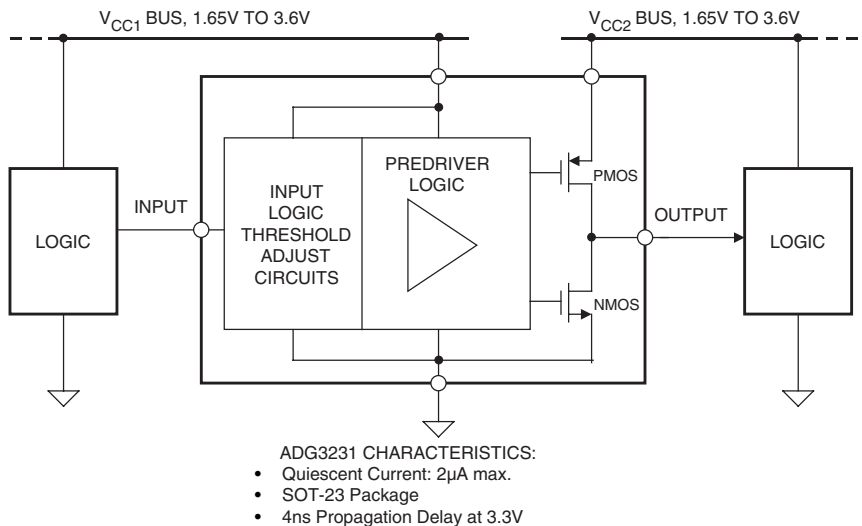 VCC1 BUS, 1.65V TO 3.6V
VCC2 BUS, 1.65V TO 3.6V
LOGIC
INPUT
INPUT
LOGIC
THRESHOLD
ADJUST
CIRCUITS
PREDRIVER
LOGIC
PMOS
NMOS
OUTPUT
LOGIC
ADG3231 CHARACTERISTICS:
• Quiescent Current: 2μA max.
• SOT-23 Package
• 4ns Propagation Delay at 3.3V